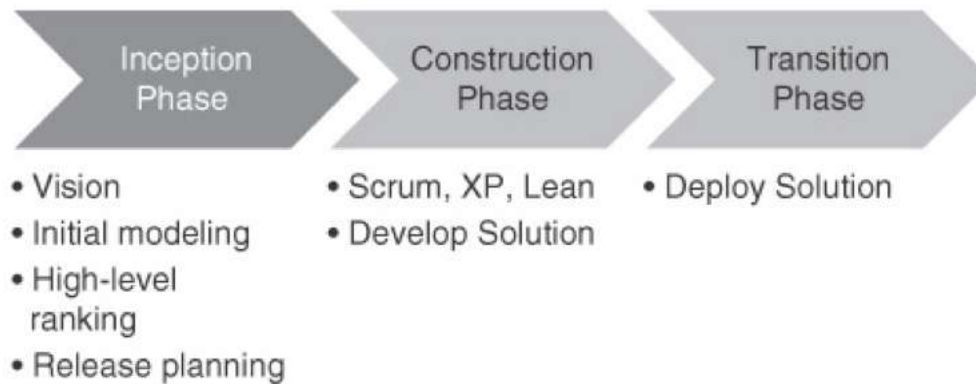 Inception
Phase
Construction
Phase
Transition
Phase
• Vision
• Initial modeling
• High-level
ranking
• Release planning
• Scrum, XP, Lean
• Develop Solution
• Deploy Solution